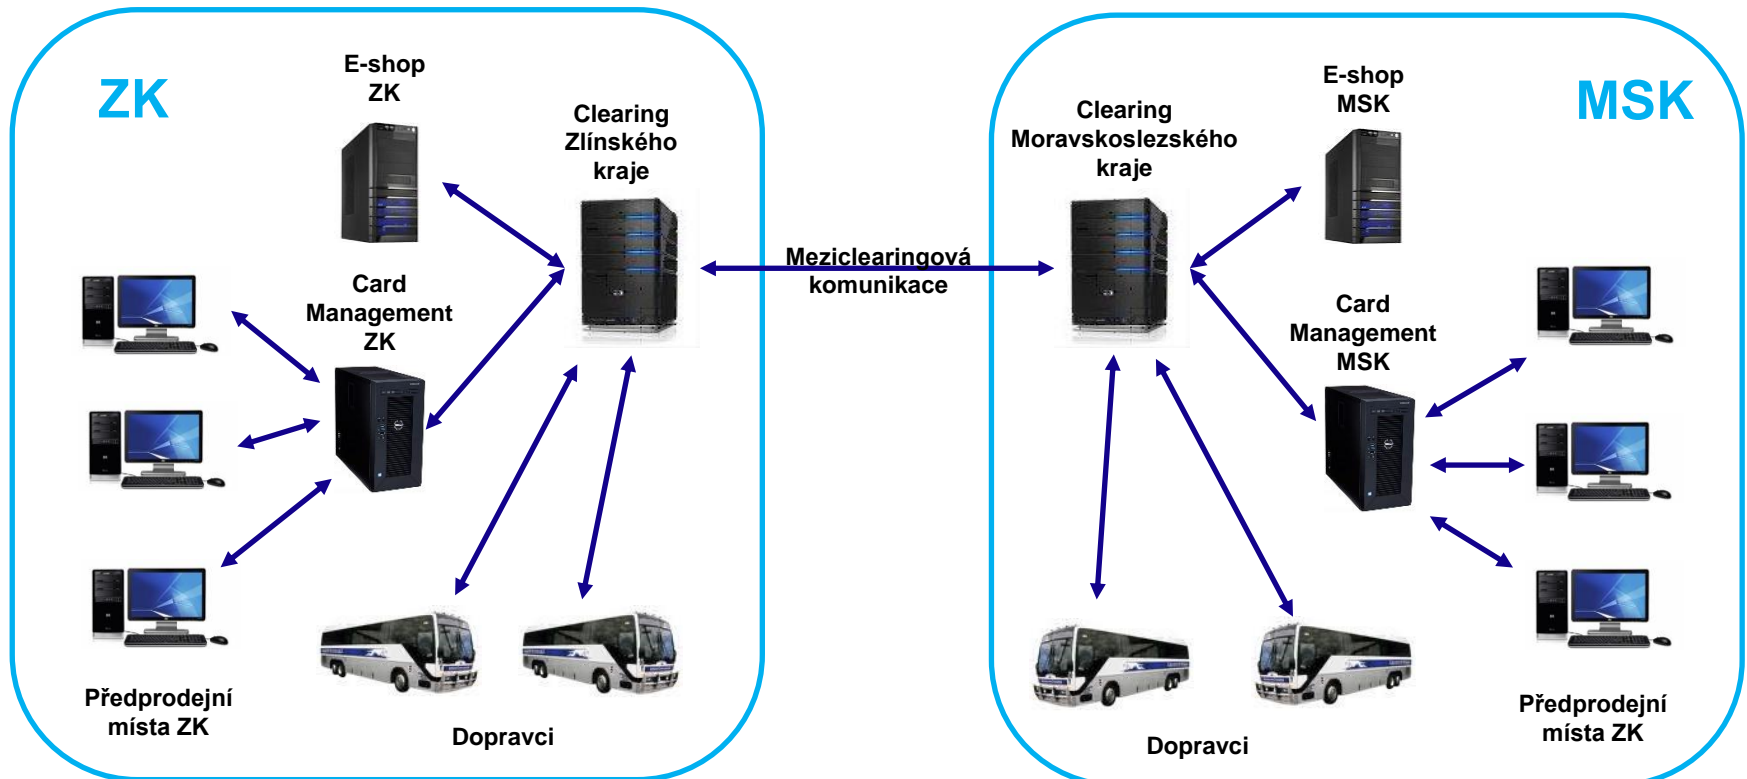 ZK
E-shop
ZK
Clearing
Zlínského
kraje
Card
Management
ZK
Předprodejní
místa ZK
Dopravci
Meziclearingová
komunikace
MSK
Clearing
Moravskoslezského
kraje
E-shop
MSK
Card
Management
MSK
Dopravci
Předprodejní
místa ZK